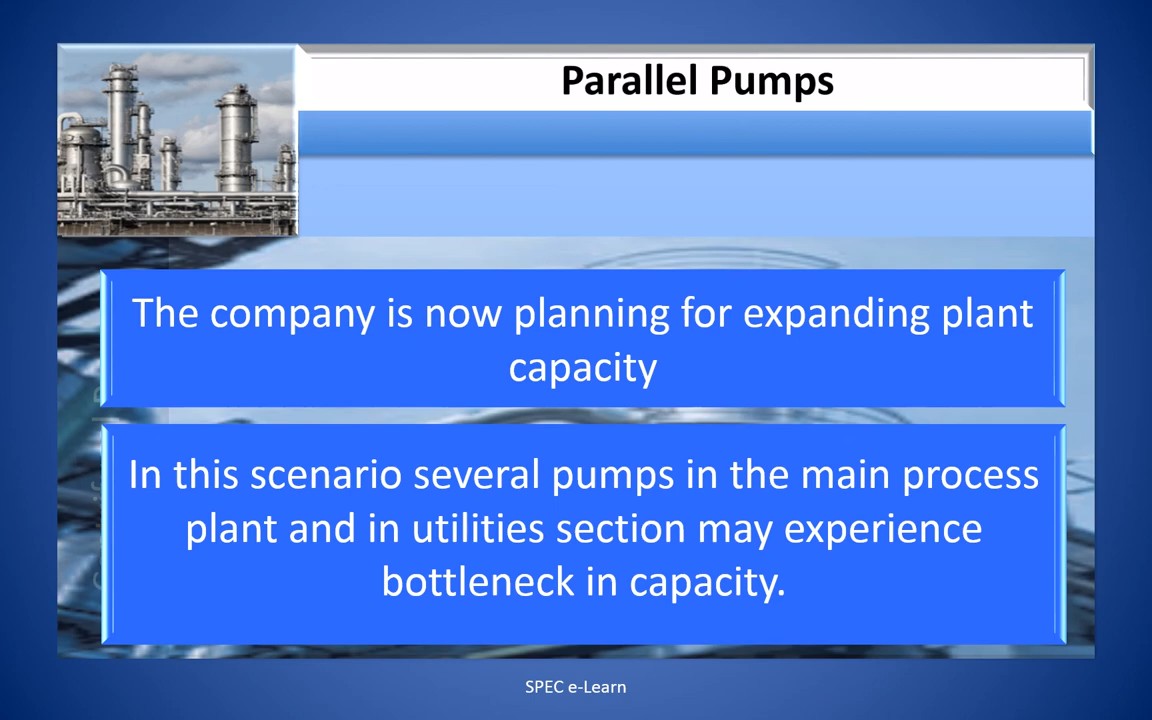 Parallel Pumps
The company is now planning for expanding plant
capacity
In this scenario several pumps in the main process
plant and in utilities section may experience
bottleneck in capacity.
SPEC e-Learn